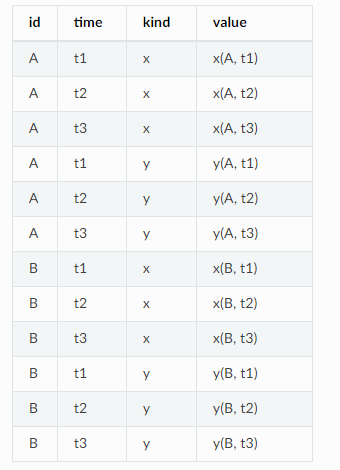 id time kind value
A t1 x x(A, t1)
A t2 x x(A, t2)
A t3 x x(A, t3)
A t1 y y(A, t1)
A t2 y y(A, t2)
A t3 y y(A, t3)
B t1 x x(B, t1)
B t2 x x(B, t2)
B t3 x x(B, t3)
B t1 y y(B, t1)
B t2 y y(B, t2)
B t3 y y(B, t3)